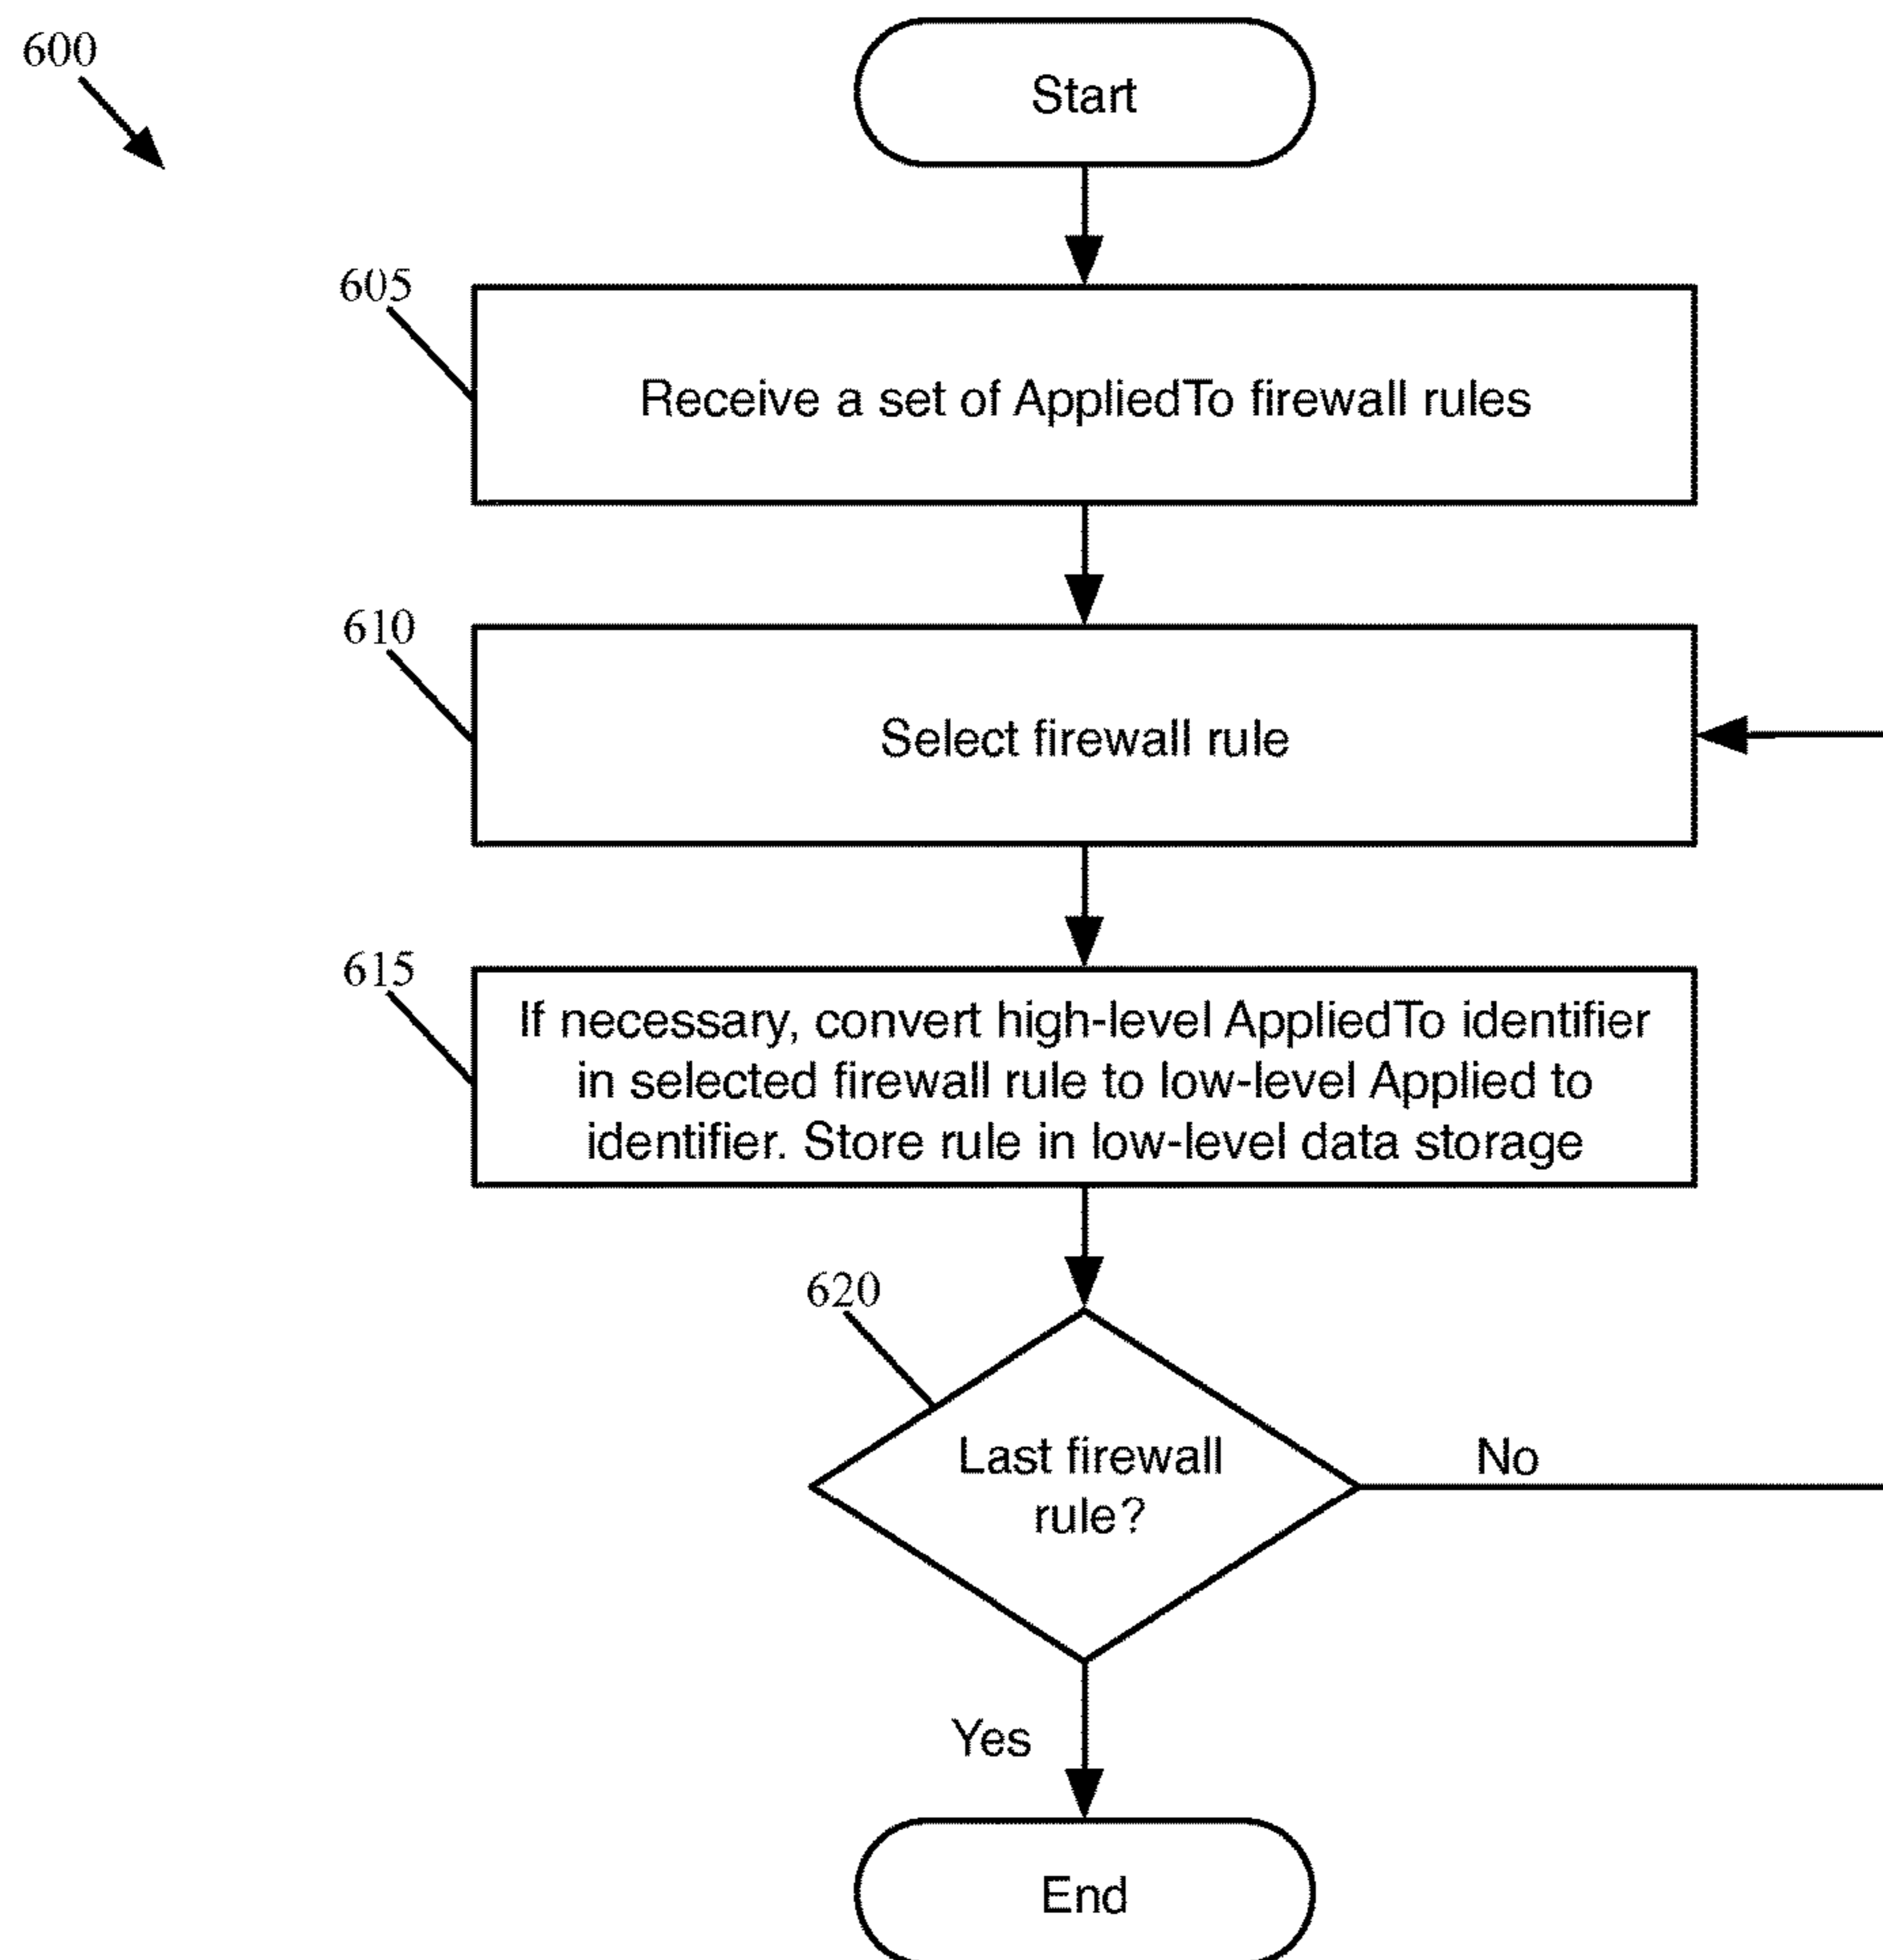 600
Start
605
Receive a set of AppliedTo firewall rules
610
Select firewall rule
615
If necessary, convert high-level AppliedTo identifier
in selected firewall rule to low-level Applied to
identifier. Store rule in low-level data storage
620
Last firewall
rule?
No
Yes
End